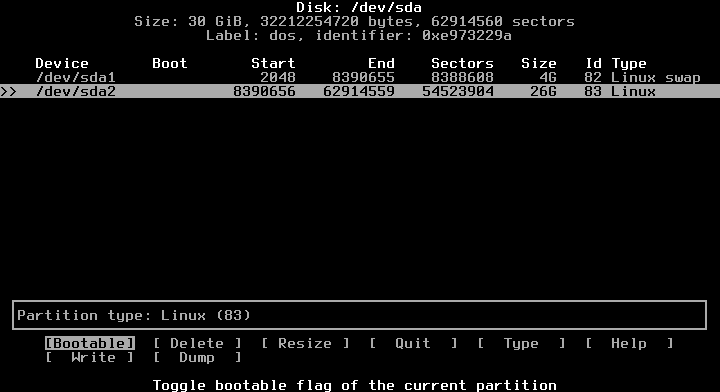 Disk: /dev/sda
Size: 30 GiB, 32212254720 bytes, 62914560 sectors
Label: dos, identifier: 0xe973229a
Device Boot Start End Sectors Size Id Type
/dev/sda1 2048 8390655 8388608 4G 82 Linux swap
>> /dev/sda2 8390656 62914559 54523904 26G 83 Linux
Partition type: Linux (83)
[Bootable] [ Delete ] [ Resize ] [ Quit ] [ Type ] [ Help ]
[ Write ] [ Dump ]
Toggle bootable flag of the current partition